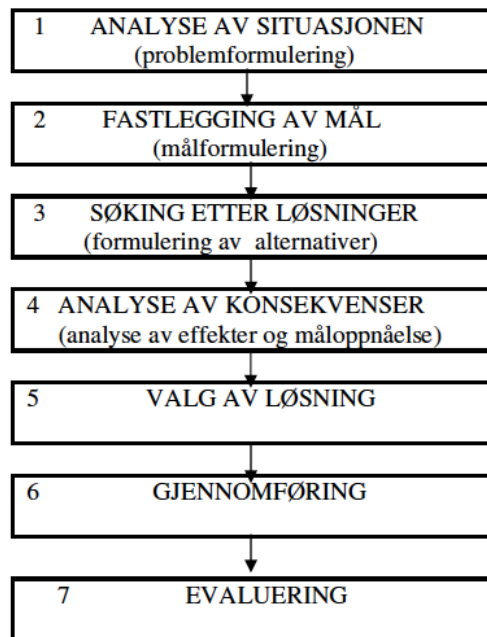 1 ANALYSE AV SITUASJONEN
(problemformulering)
2 FASTLEGGING AV MÅL
(målformulering)
3 SØKING ETTER LØSNINGER
(formulering av alternativer)
4 ANALYSE AV KONSEKVENSER
(analyse av effekter og måloppnåelse)
5 VALG AV LØSNING
6 GJENNOMFØRING
7 EVALUERING